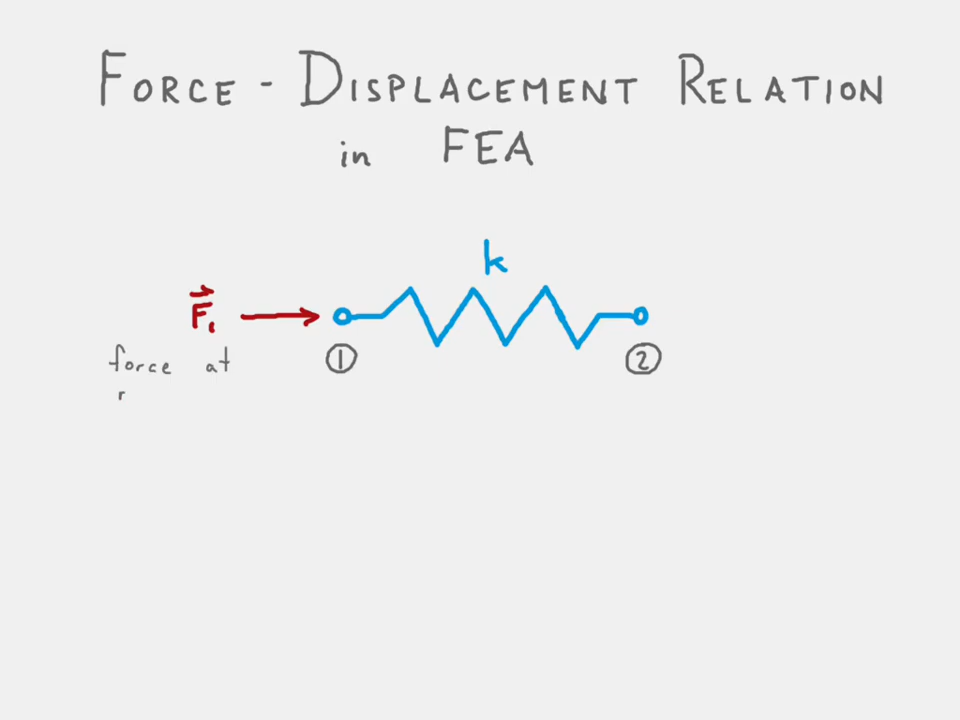 FORCE - DISPLACEMENT RELATION
in FEA
k
F₁
① ②
force at
r